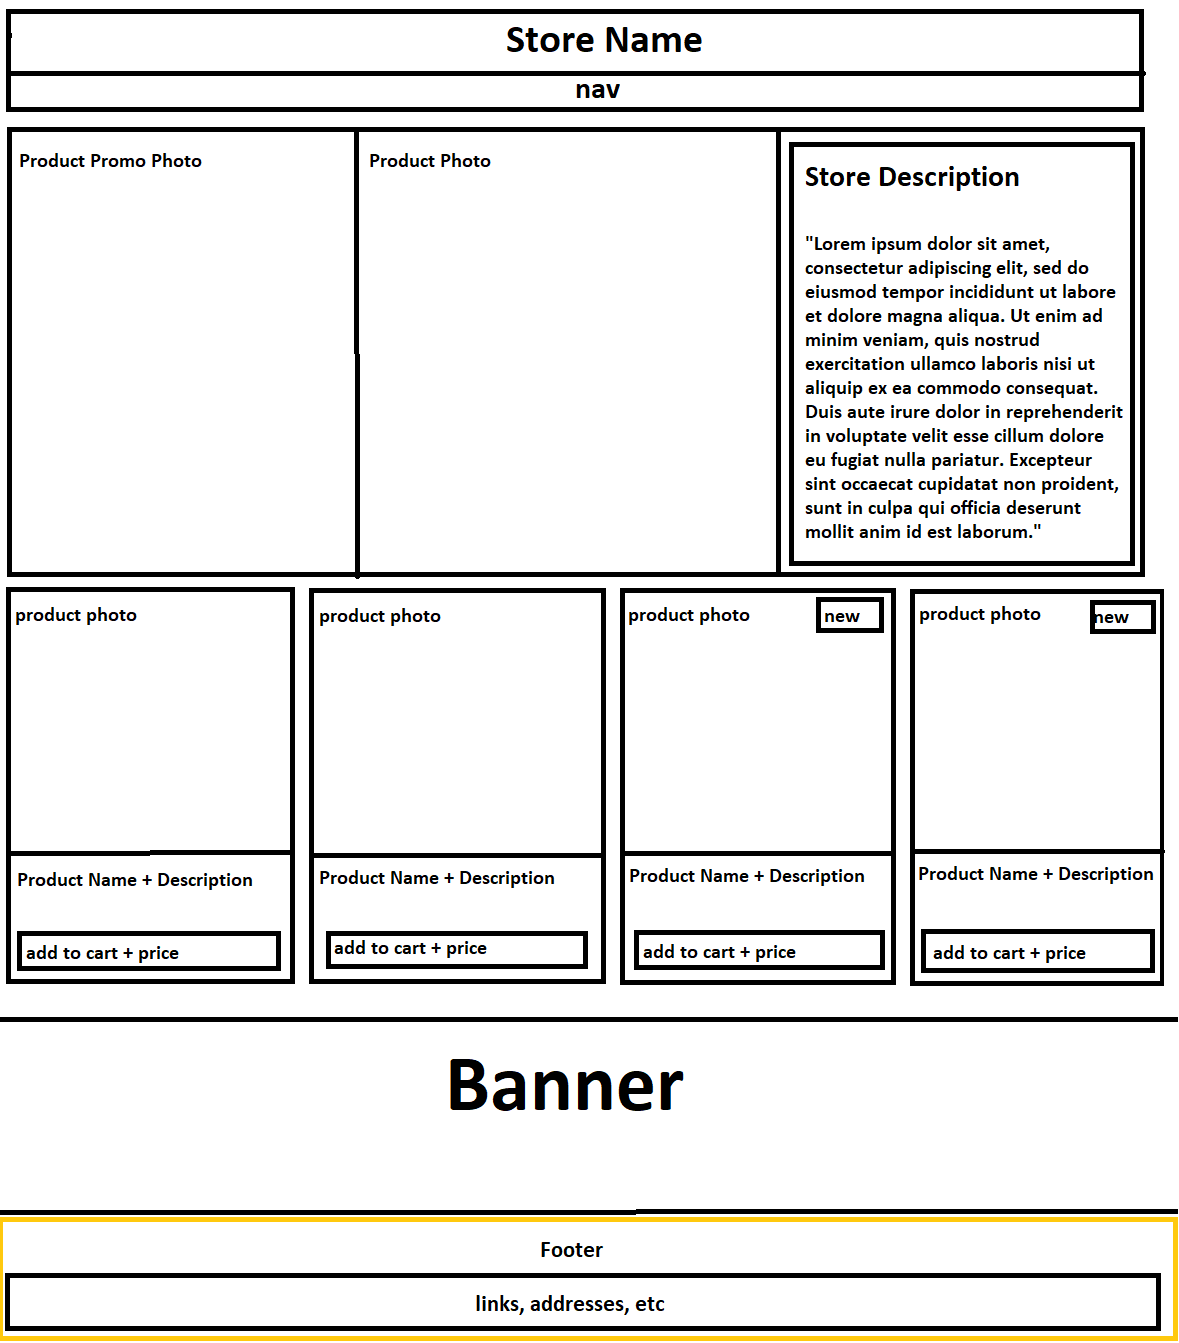 Store Name
nav
Product Promo Photo
Product Photo
Store Description
"Lorem ipsum dolor sit amet,
consectetur adipiscing elit, sed do
eiusmod tempor incididunt ut labore
et dolore magna aliqua. Ut enim ad
minim veniam, quis nostrud
exercitation ullamco laboris nisi ut
aliquip ex ea commodo consequat.
Duis aute irure dolor in reprehenderit
in voluptate velit esse cillum dolore
eu fugiat nulla pariatur. Excepteur
sint occaecat cupidatat non proident,
sunt in culpa qui officia deserunt
mollit anim id est laborum."
product photo
Product Name + Description
add to cart + price
product photo
Product Name + Description
add to cart + price
product photo
new
Product Name + Description
add to cart + price
product photo
new
Product Name + Description
add to cart + price
Banner
Footer
links, addresses, etc